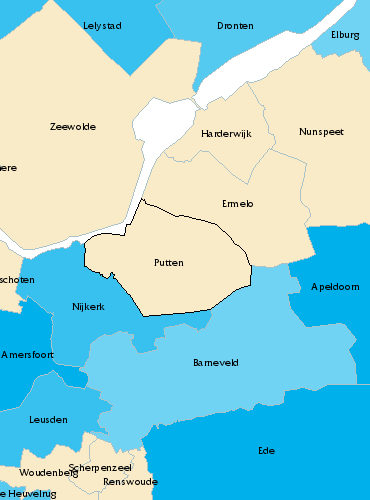 Lelystad
Dronten
Elburg
Zeewolde
Harderwijk
Nunspeet
ere
Ermelo
Putten
schoten
Apeldoorn
Nijkerk
Amersfoort
Barneveld
Leusden
Ede
Scherpenzeel
Woudenberg
Renswoude
e Heuvelrug